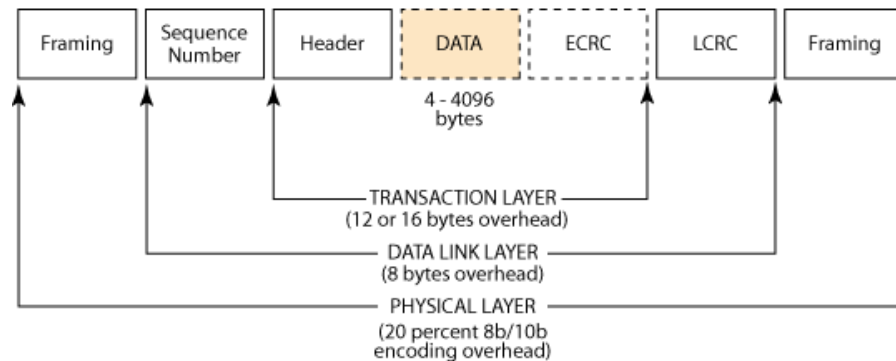 Framing
Sequence
Number
Header
DATA
ECRC
LCRC
Framing
4 - 4096
bytes
TRANSACTION LAYER
(12 or 16 bytes overhead)
DATA LINK LAYER
(8 bytes overhead)
PHYSICAL LAYER
(20 percent 8b/10b
encoding overhead)